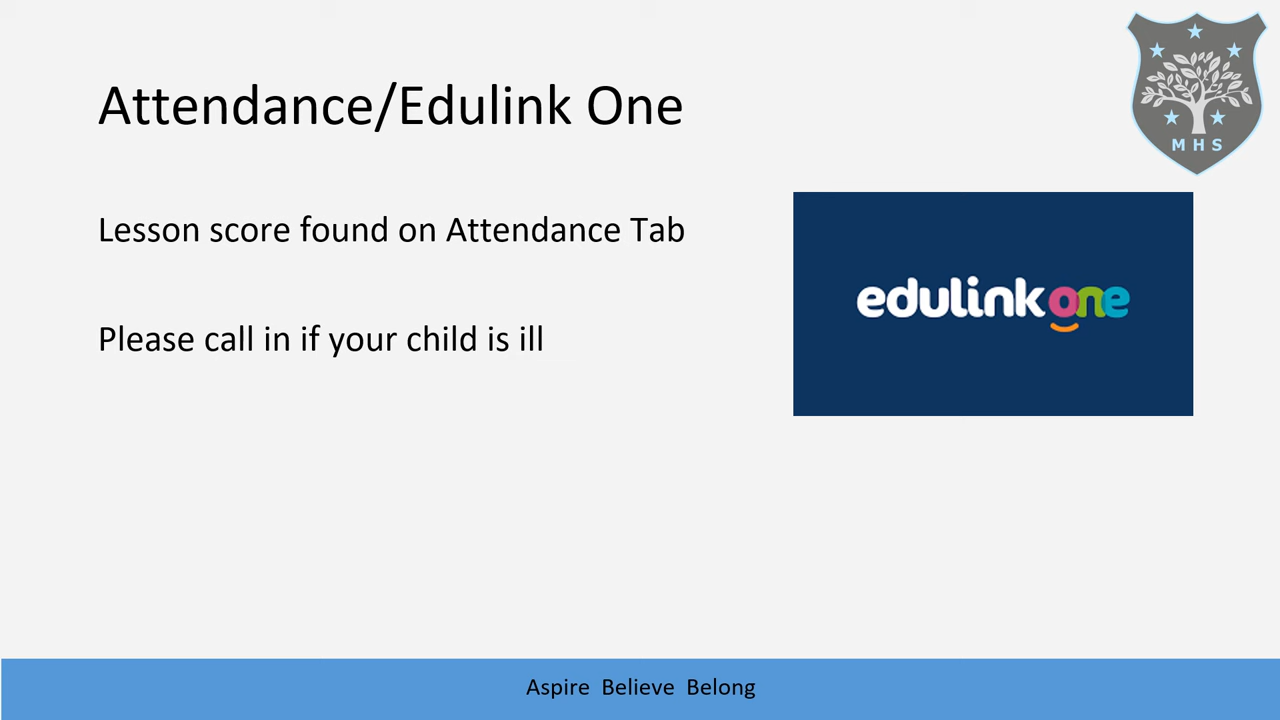 Attendance/Edulink One
MHS
Lesson score found on Attendance Tab
edulink one
Please call in if your child is ill
Aspire Believe Belong